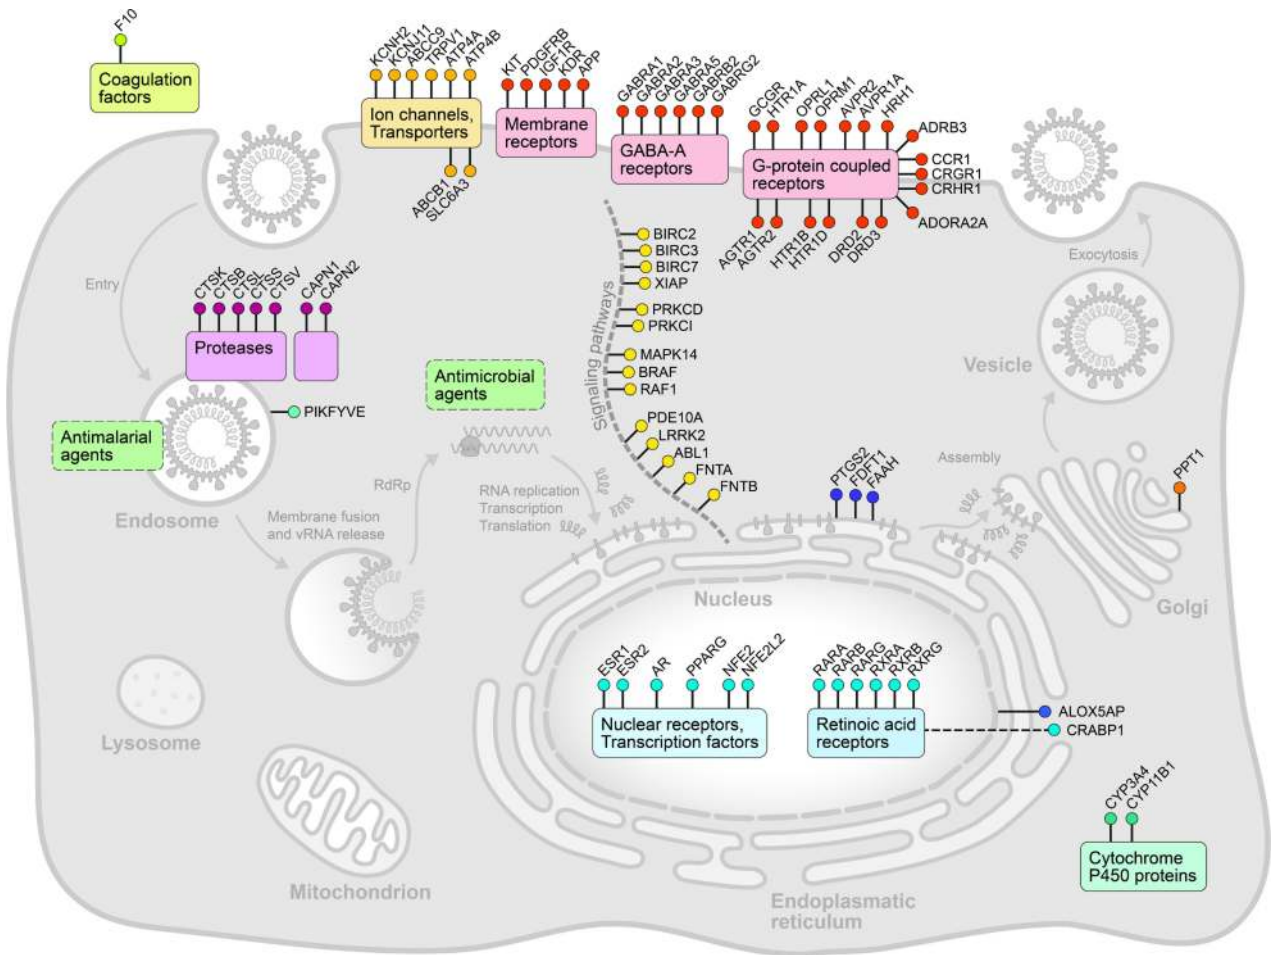 F10
Coagulation
factors
KCNH2
KCNJ11
ABCC9
TRPV1
ATP4A
ATP4B
Ion channels,
Transporters
ABCB1
SLC6A3
KIT
PDGFRB
IGF1R
KDR
APP
Membrane
receptors
GABRA1
GABRA2
GABRA3
GABRA5
GABRB2
GABRG2
GABA-A
receptors
GCGR
HTR1A
OPRL1
OPRM1
AVPR2
AVPR1A
HRH1
ADRB3
CCR1
CRGR1
CRHR1
ADORA2A
G-protein coupled
receptors
AGTR1
AGTR2
HTR1B
HTR1D
DRD2
DRD3
Entry
CTSK
CTSB
CTSL
CTSS
CTSV
CAPN1
CAPN2
Proteases
PIKFYVE
Antimalarial
agents
Endosome
Membrane fusion
and vRNA release
RdRp
Antimicrobial
agents
RNA replication
Transcription
Translation
Signaling pathways
BIRC2
BIRC3
BIRC7
XIAP
PRKCD
PRKCI
MAPK14
BRAF
RAF1
PDE10A
LRRK2
ABL1
FNTA
FNTB
PTGS2
FDFT1
FAAH
Assembly
Vesicle
Exocytosis
PPT1
Golgi
Nucleus
ESR1
ESR2
AR
PPARG
NFE2
NFE2L2
Nuclear receptors,
Transcription factors
RARA
RARB
RARG
RXRA
RXRB
RXRG
Retinoic acid
receptors
ALOX5AP
CRABP1
Lysosome
Mitochondrion
Endoplasmatic
reticulum
CYP3A4
CYP11B1
Cytochrome
P450 proteins